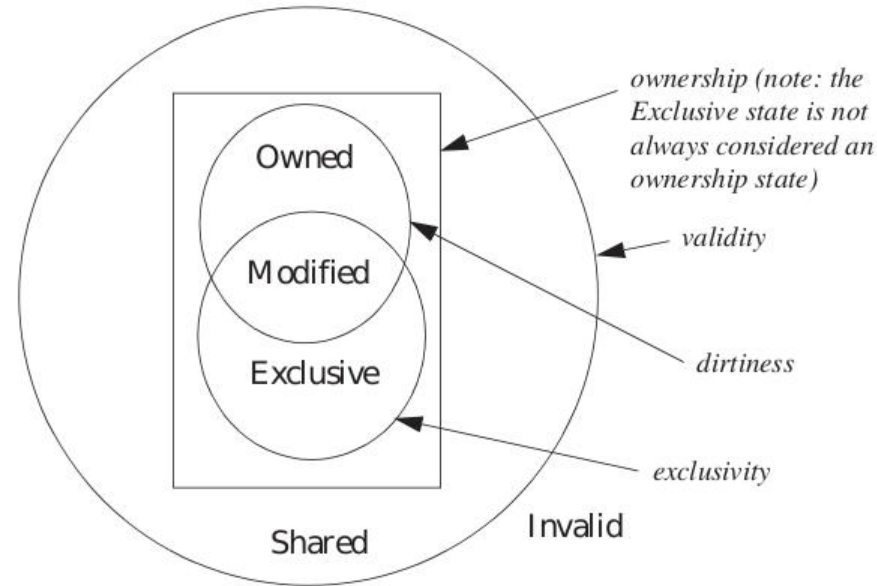 Owned
Modified
Exclusive
Shared
Invalid
ownership (note: the
Exclusive state is not
always considered an
ownership state)
validity
dirtiness
exclusivity